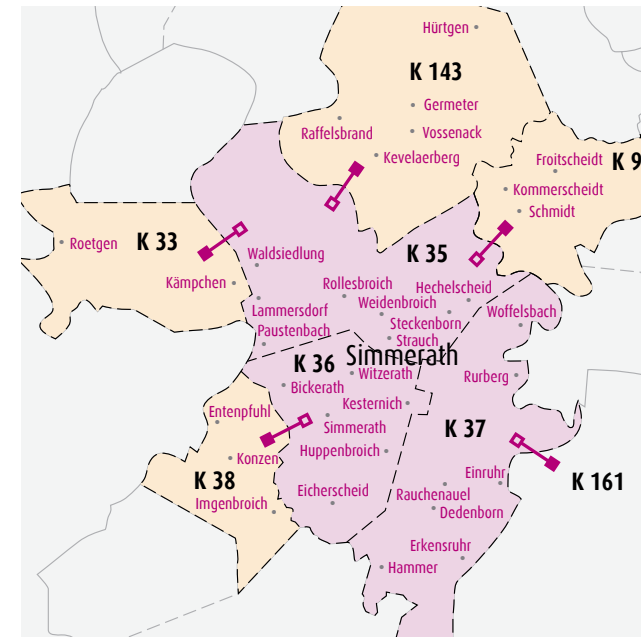 Hürtgen
K 143
Germeter
Raffelsbrand
Vossenack
Kevelaerberg
Froitscheidt
K 9
Kommerscheidt
Schmidt
Roetgen
K 33
K 35
Waldsiedlung
Kämpchen
Rollesbroich
Hechelscheid
Lammersdorf
Weidenbroich
Woffelsbach
Steckenborn
Paustenbach
Strauch
Simmerath
K 36
Witzerath
Rurberg
Bickerath
Kesternich
Entenpfuhl
Simmerath
K 37
Huppenbroich
Konzen
K 38
Einruhr
K 161
Imgenbroich
Eicherscheid
Rauchenauel
Dedenborn
Erkensruhr
Hammer